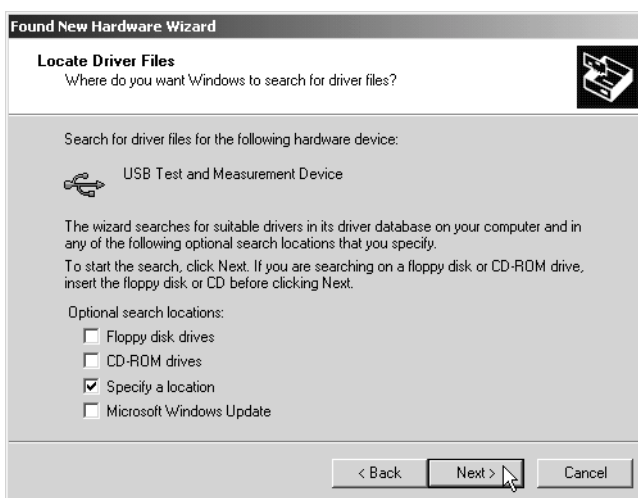 Found New Hardware Wizard
Locate Driver Files
Where do you want Windows to search for driver files?
Search for driver files for the following hardware device:
USB Test and Measurement Device
The wizard searches for suitable drivers in its driver database on your computer and in
any of the following optional search locations that you specify.
To start the search, click Next. If you are searching on a floppy disk or CD-ROM drive,
insert the floppy disk or CD before clicking Next.
Optional search locations:
Floppy disk drives
CD-ROM drives
Specify a location
Microsoft Windows Update
< Back Next > Cancel